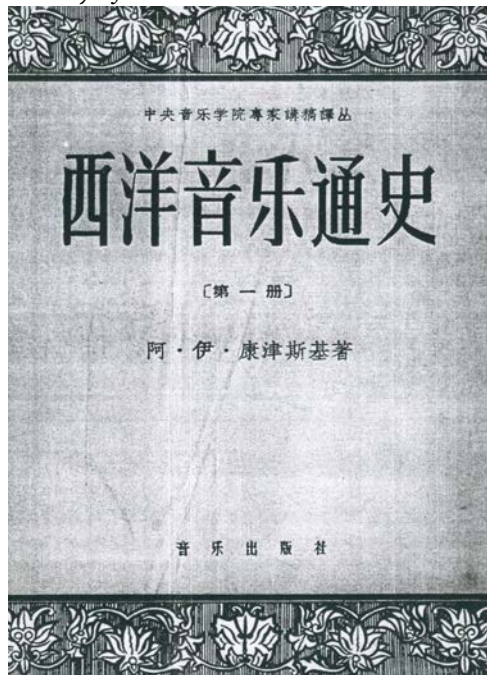 中央音乐学院專家講稿譯丛
西洋音乐通史
〔第一册〕
阿·伊·康津斯基著
音乐出版社